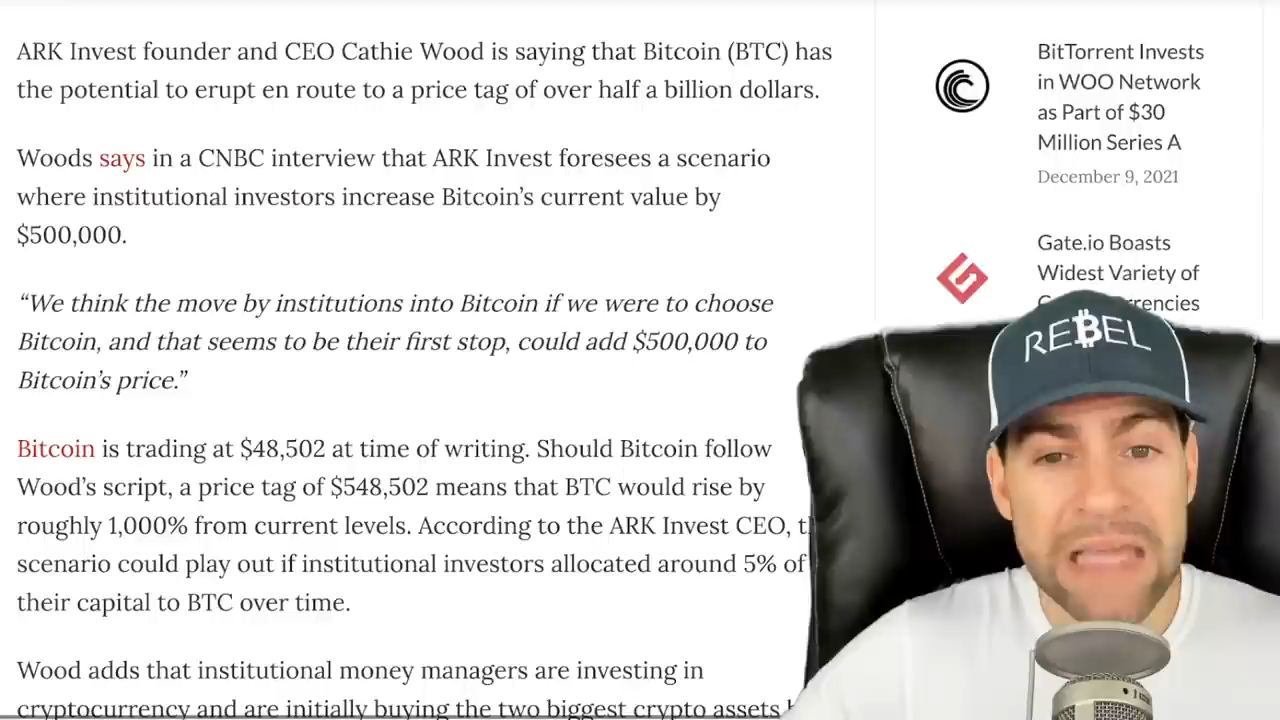 ARK Invest founder and CEO Cathie Wood is saying that Bitcoin (BTC) has
the potential to erupt en route to a price tag of over half a billion dollars.
Woods says in a CNBC interview that ARK Invest foresees a scenario
where institutional investors increase Bitcoin’s current value by
$500,000.
“We think the move by institutions into Bitcoin if we were to choose
Bitcoin, and that seems to be their first stop, could add $500,000 to
Bitcoin’s price.”
Bitcoin is trading at $48,502 at time of writing. Should Bitcoin follow
Wood’s script, a price tag of $548,502 means that BTC would rise by
roughly 1,000% from current levels. According to the ARK Invest CEO,
scenario could play out if institutional investors allocated around 5% of
their capital to BTC over time.
Wood adds that institutional money managers are investing in
cryptocurrency and are initially buying the two biggest crypto assets
BitTorrent Invests
in WOO Network
as Part of $30
Million Series A
December 9, 2021
Gate.io Boasts
Widest Variety of
REBEL